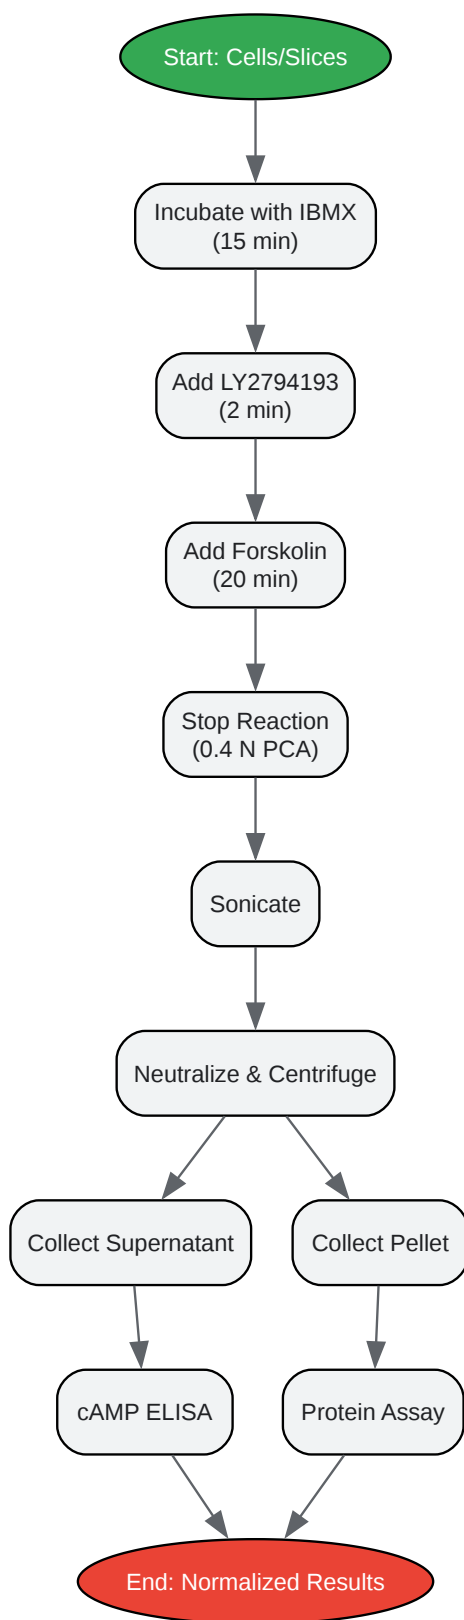 Start: Cells/Slices
Incubate with IBMX
(15 min)
Add LY2794193
(2 min)
Add Forskolin
(20 min)
Stop Reaction
(0.4 N PCA)
Sonicate
Neutralize & Centrifuge
Collect Supernatant
Collect Pellet
cAMP ELISA
Protein Assay
End: Normalized Results